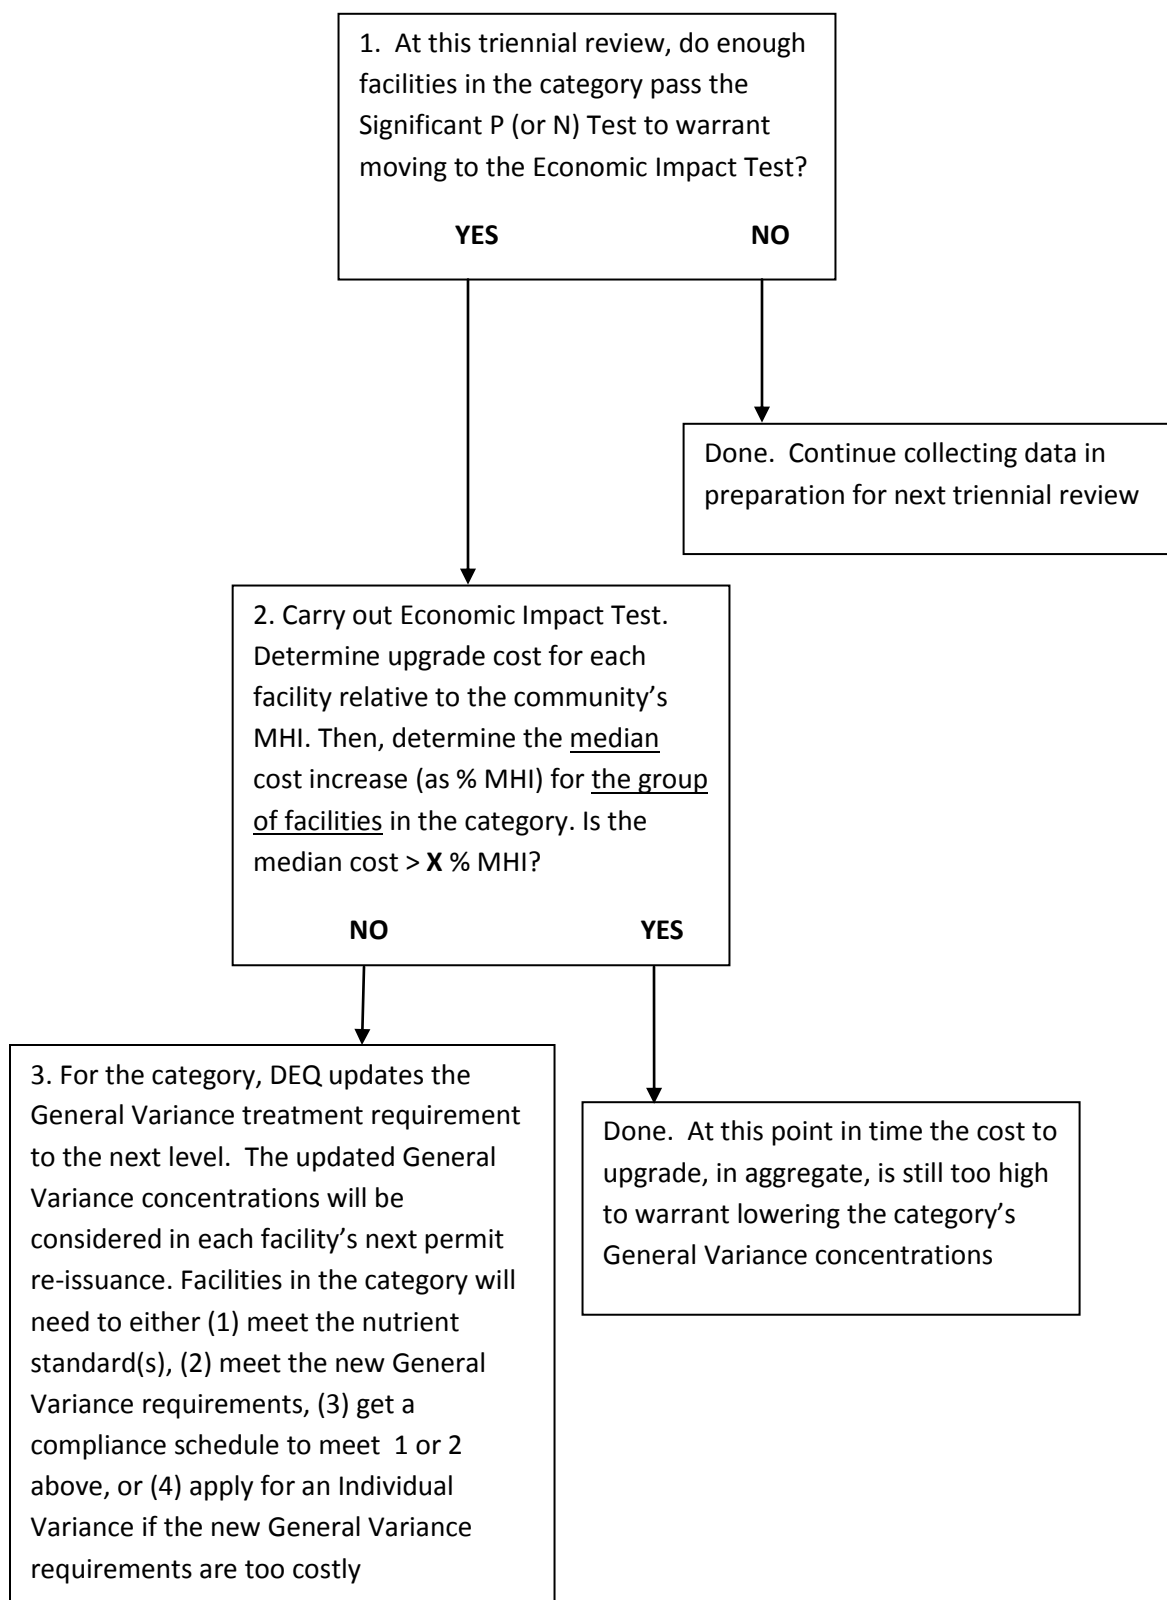 1.  At this triennial review, do enough
facilities in the category pass the
Significant P (or N) Test to warrant
moving to the Economic Impact Test?
YES
NO
Done.  Continue collecting data in
preparation for next triennial review
2. Carry out Economic Impact Test.
Determine upgrade cost for each
facility relative to the community’s
MHI. Then, determine the median
cost increase (as % MHI) for the group
of facilities in the category. Is the
median cost > X % MHI?
NO
YES
3. For the category, DEQ updates the
General Variance treatment requirement
to the next level.  The updated General
Variance concentrations will be
considered in each facility’s next permit
re-issuance. Facilities in the category will
need to either (1) meet the nutrient
standard(s), (2) meet the new General
Variance requirements, (3) get a
compliance schedule to meet  1 or 2
above, or (4) apply for an Individual
Variance if the new General Variance
requirements are too costly
Done.  At this point in time the cost to
upgrade, in aggregate, is still too high
to warrant lowering the category’s
General Variance concentrations